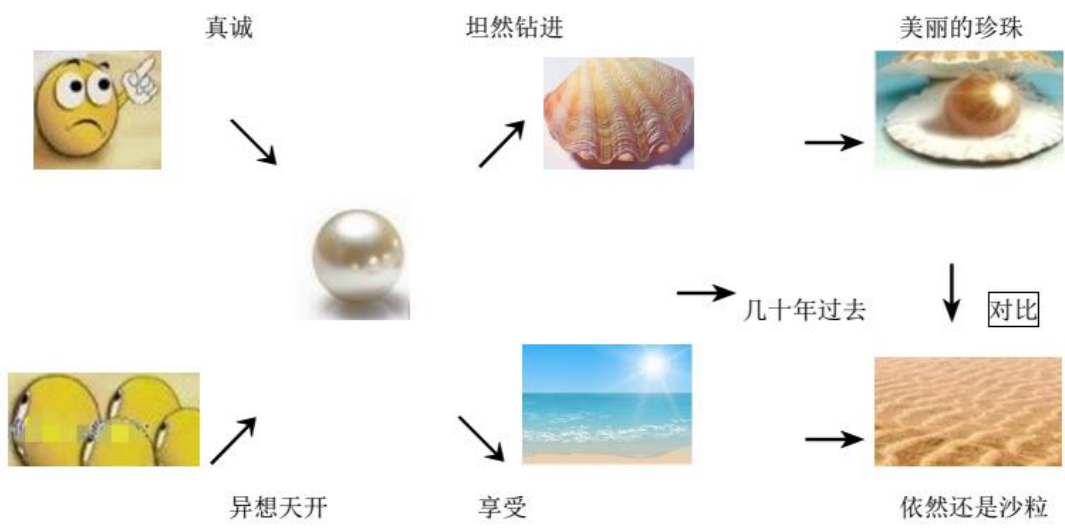 真诚
坦然钻进
美丽的珍珠
几十年过去
对比
异想天开
享受
依然还是沙粒